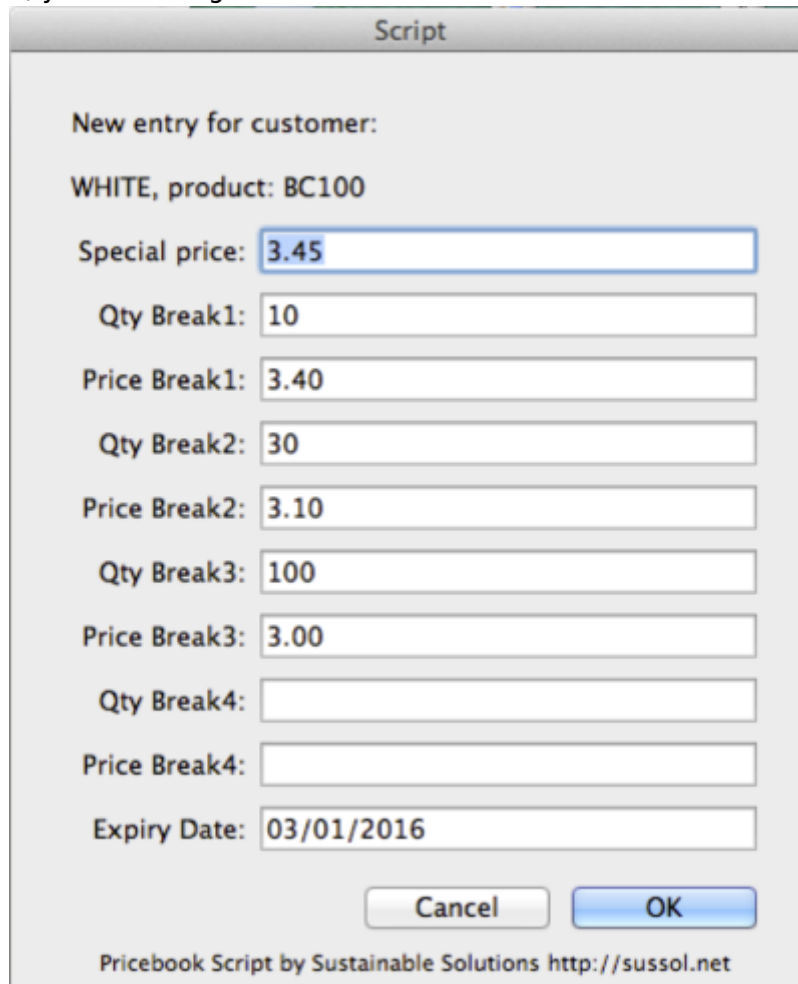 Script
New entry for customer:
WHITE, product: BC100
Special price: 3.45
Qty Break1: 10
Price Break1: 3.40
Qty Break2: 30
Price Break2: 3.10
Qty Break3: 100
Price Break3: 3.00
Qty Break4:
Price Break4:
Expiry Date: 03/01/2016
Cancel OK
Pricebook Script by Sustainable Solutions http://sussol.net